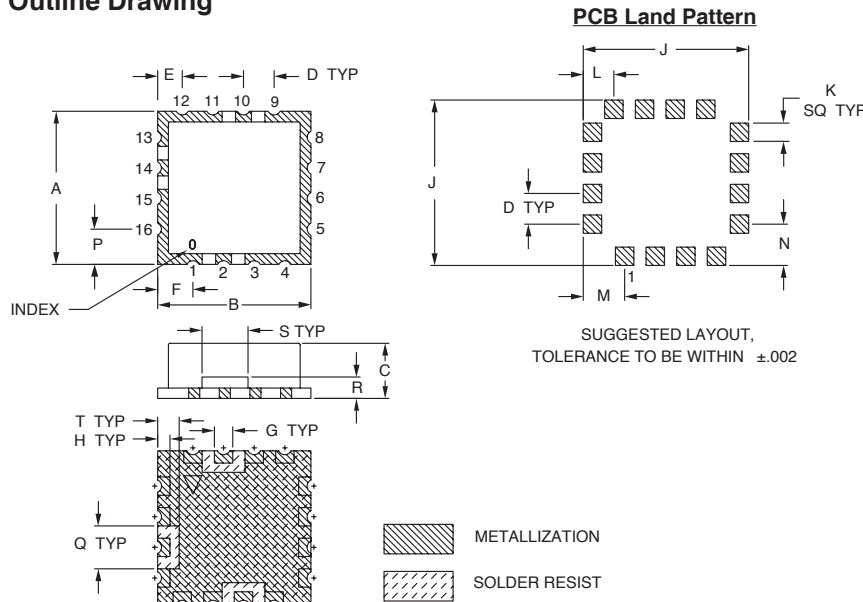 Outline Drawing
PCB Land Pattern
E
D TYP
12 11 10 9
13
14
15
16
8
7
6
5
A
P
0
1 2 3 4
F
B
INDEX
S TYP
C
R
T TYP
H TYP
G TYP
Q TYP
J
L
K
SQ TYP
J
D TYP
N
1
M
SUGGESTED LAYOUT,
TOLERANCE TO BE WITHIN ±.002
METALLIZATION
SOLDER RESIST